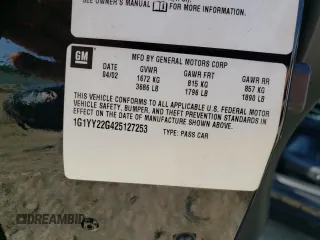 SEE OWNER'S MANUAL FOR MORE INFORMATION.
GM
MFD BY GENERAL MOTORS CORP
DATE GVWR GAWR FRT GAWR RR
04/02 1672 KG 815 KG 857 KG
3686 LB 1796 LB 1890 LB
THIS VEHICLE CONFORMS TO ALL APPLICABLE U.S. FEDERAL MOTOR
VEHICLE SAFETY, BUMPER, AND THEFT PREVENTION STANDARDS IN
EFFECT ON THE DATE OF MANUFACTURE SHOWN ABOVE.
1G1YY22G425127253 TYPE: PASS CAR
DREAMBID